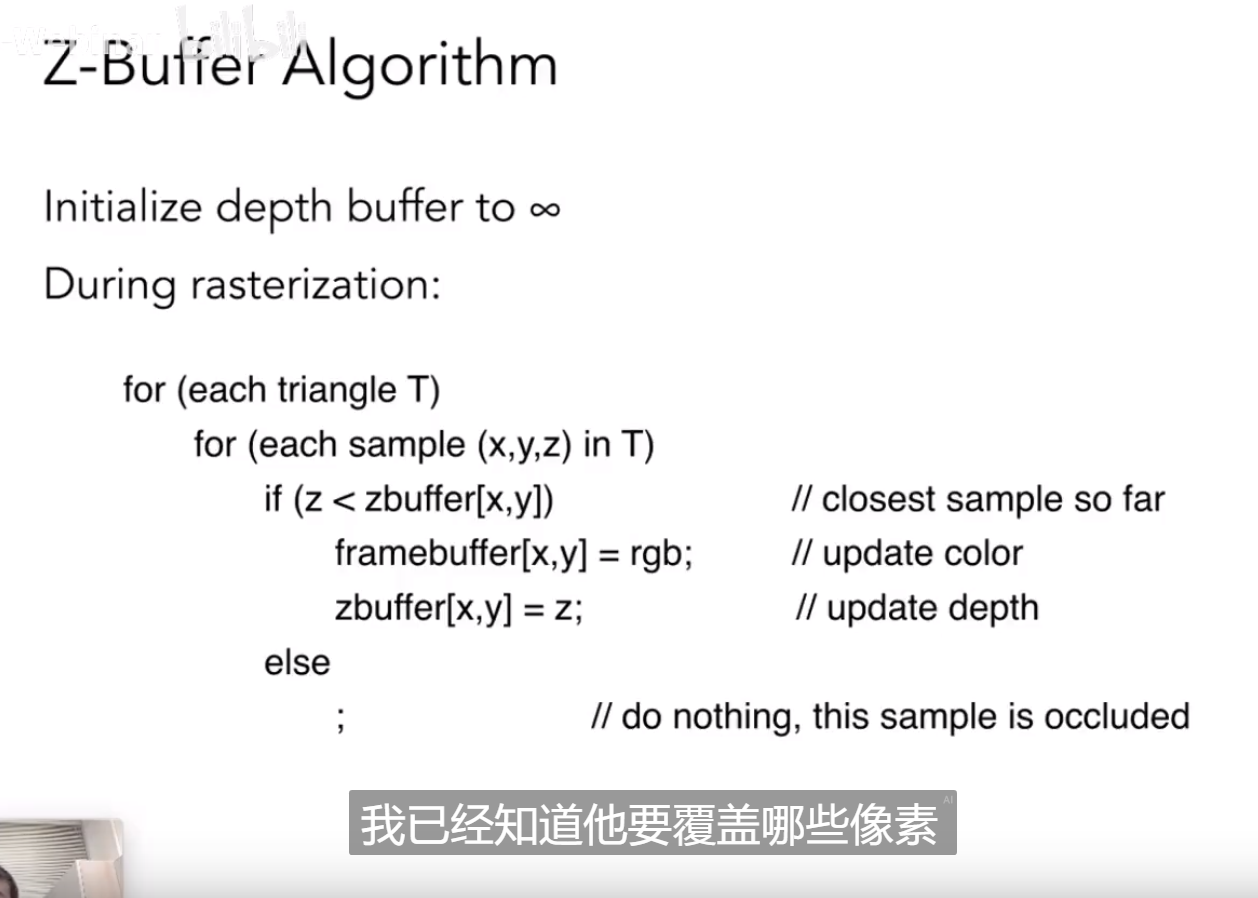 Z-Buffer Algorithm
Initialize depth buffer to ∞
During rasterization:
for (each triangle T)
for (each sample (x,y,z) in T)
if (z < zbuffer[x,y]) // closest sample so far
framebuffer[x,y] = rgb; // update color
zbuffer[x,y] = z; // update depth
else
; // do nothing, this sample is occluded
AI
我已经知道他要覆盖哪些像素